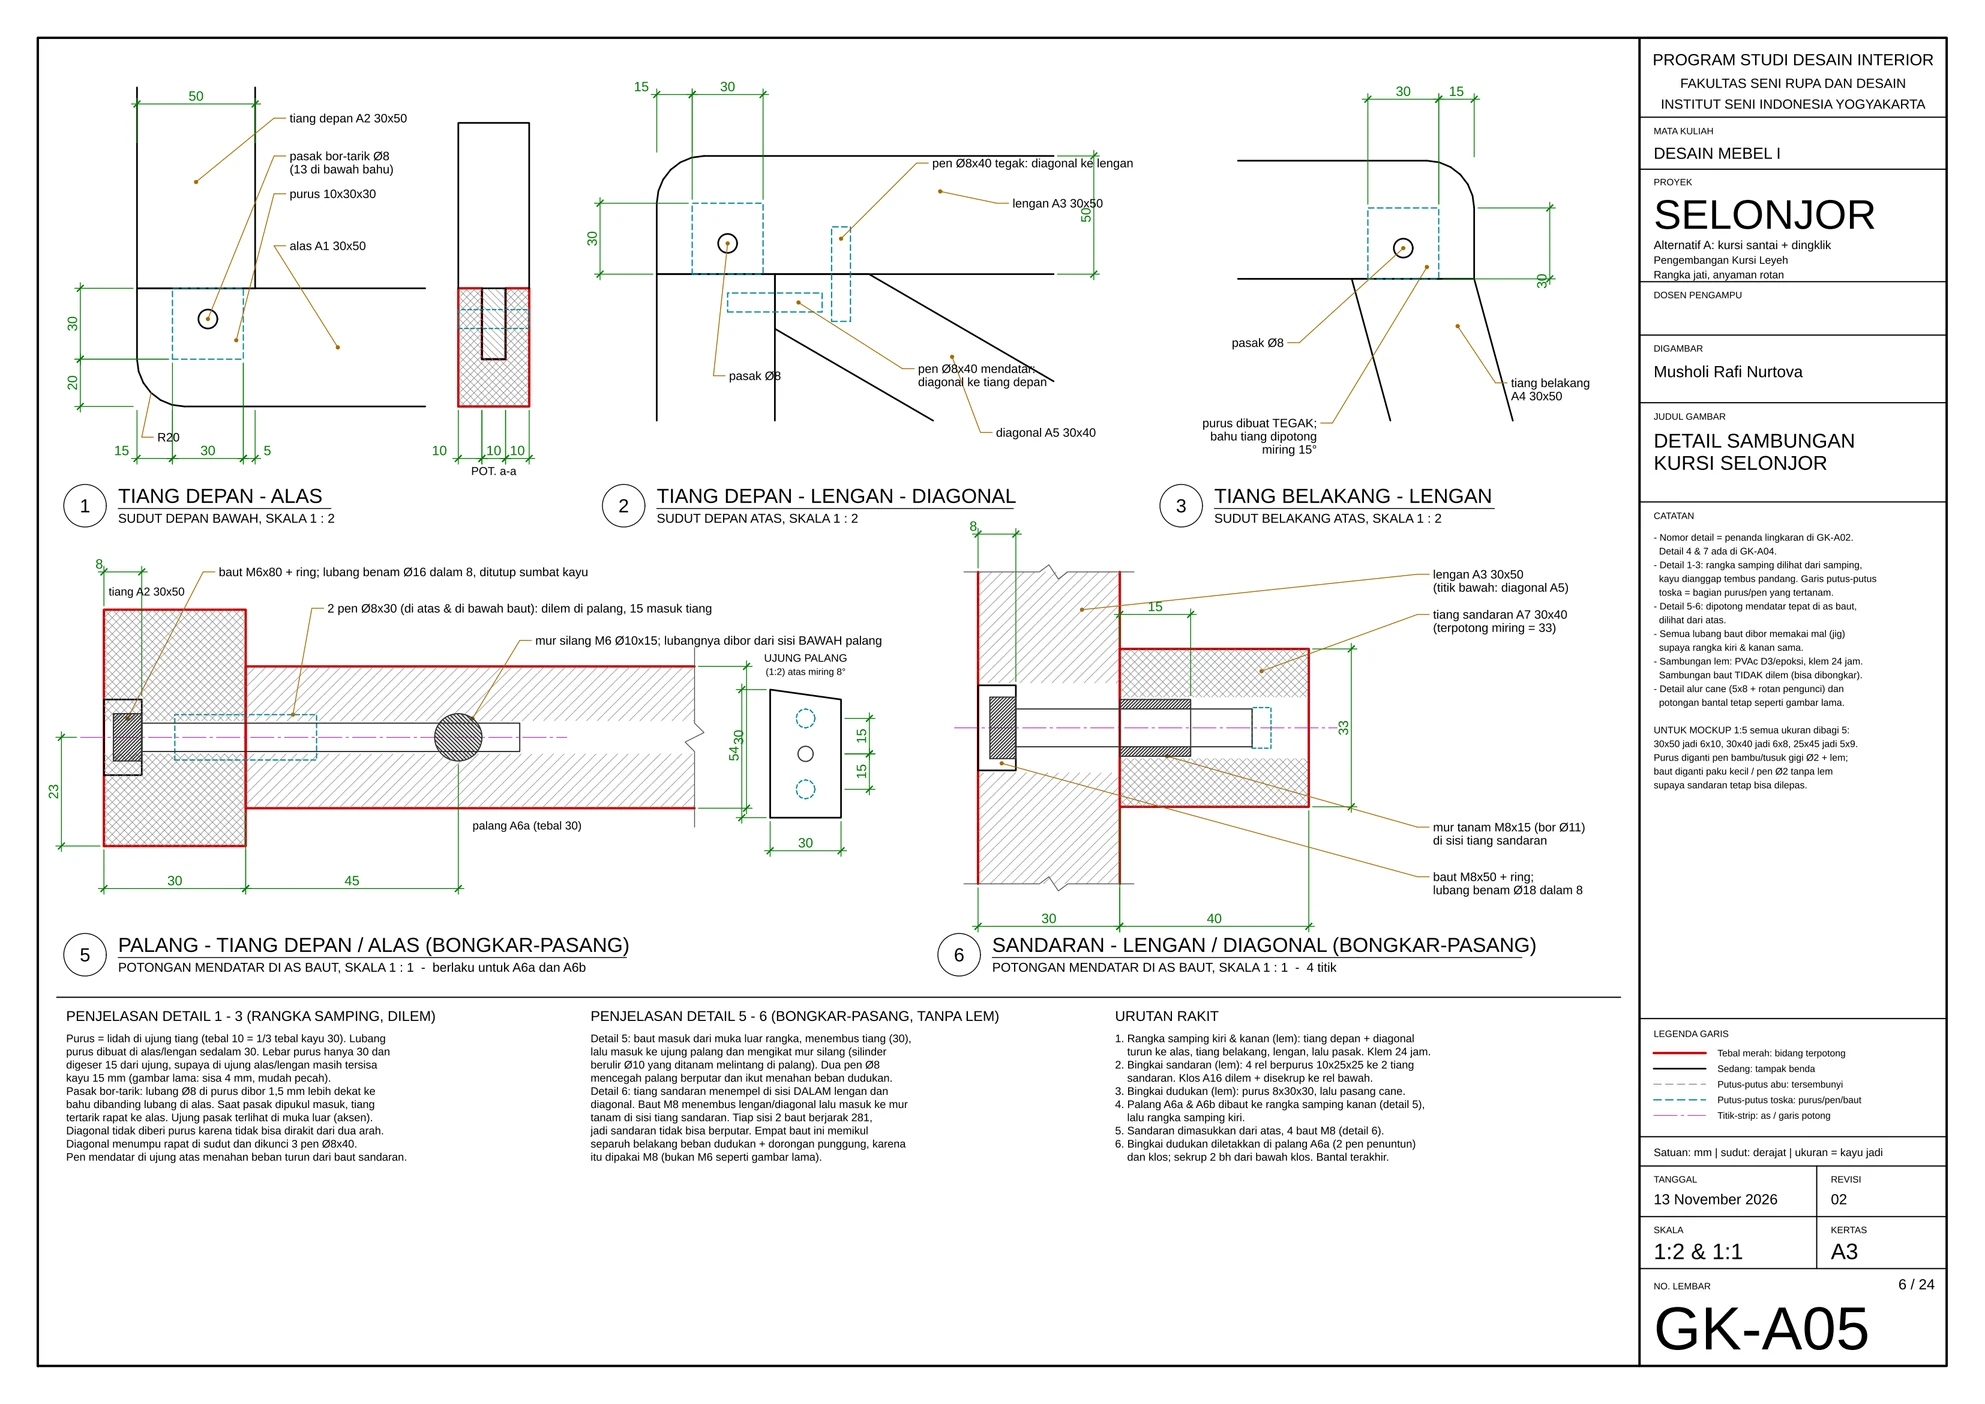 50
tiang depan A2 30x50
pasak bor-tarik Ø8
(13 di bawah bahu)
purus 10x30x30
alas A1 30x50
30
20
R20
15
30
5
10
10
10
POT. a-a
1
TIANG DEPAN - ALAS
SUDUT DEPAN BAWAH, SKALA 1 : 2
15
30
pen Ø8x40 tegak: diagonal ke lengan
lengan A3 30x50
50
30
pasak Ø8
pen Ø8x40 mendatar:
diagonal ke tiang depan
diagonal A5 30x40
2
TIANG DEPAN - LENGAN - DIAGONAL
SUDUT DEPAN ATAS, SKALA 1 : 2
30
15
30
pasak Ø8
tiang belakang
A4 30x50
purus dibuat TEGAK;
bahu tiang dipotong
miring 15°
3
TIANG BELAKANG - LENGAN
SUDUT BELAKANG ATAS, SKALA 1 : 2
8
tiang A2 30x50
baut M6x80 + ring; lubang benam Ø16 dalam 8, ditutup sumbat kayu
2 pen Ø8x30 (di atas & di bawah baut): dilem di palang, 15 masuk tiang
mur silang M6 Ø10x15; lubangnya dibor dari sisi BAWAH palang
UJUNG PALANG
(1:2) atas miring 8°
23
30
54
15
15
30
palang A6a (tebal 30)
30
45
5
PALANG - TIANG DEPAN / ALAS (BONGKAR-PASANG)
POTONGAN MENDATAR DI AS BAUT, SKALA 1 : 1  -  berlaku untuk A6a dan A6b
8
lengan A3 30x50
(titik bawah: diagonal A5)
15
tiang sandaran A7 30x40
(terpotong miring = 33)
33
mur tanam M8x15 (bor Ø11)
di sisi tiang sandaran
baut M8x50 + ring;
lubang benam Ø18 dalam 8
30
40
6
SANDARAN - LENGAN / DIAGONAL (BONGKAR-PASANG)
POTONGAN MENDATAR DI AS BAUT, SKALA 1 : 1  -  4 titik
PENJELASAN DETAIL 1 - 3 (RANGKA SAMPING, DILEM)
Purus = lidah di ujung tiang (tebal 10 = 1/3 tebal kayu 30). Lubang
purus dibuat di alas/lengan sedalam 30. Lebar purus hanya 30 dan
digeser 15 dari ujung, supaya di ujung alas/lengan masih tersisa
kayu 15 mm (gambar lama: sisa 4 mm, mudah pecah).
Pasak bor-tarik: lubang Ø8 di purus dibor 1,5 mm lebih dekat ke
bahu dibanding lubang di alas. Saat pasak dipukul masuk, tiang
tertarik rapat ke alas. Ujung pasak terlihat di muka luar (aksen).
Diagonal tidak diberi purus karena tidak bisa dirakit dari dua arah.
Diagonal menumpu rapat di sudut dan dikunci 3 pen Ø8x40.
Pen mendatar di ujung atas menahan beban turun dari baut sandaran.
PENJELASAN DETAIL 5 - 6 (BONGKAR-PASANG, TANPA LEM)
Detail 5: baut masuk dari muka luar rangka, menembus tiang (30),
lalu masuk ke ujung palang dan mengikat mur silang (silinder
berulir Ø10 yang ditanam melintang di palang). Dua pen Ø8
mencegah palang berputar dan ikut menahan beban dudukan.
Detail 6: tiang sandaran menempel di sisi DALAM lengan dan
diagonal. Baut M8 menembus lengan/diagonal lalu masuk ke mur
tanam di sisi tiang sandaran. Tiap sisi 2 baut berjarak 281,
jadi sandaran tidak bisa berputar. Empat baut ini memikul
separuh belakang beban dudukan + dorongan punggung, karena
itu dipakai M8 (bukan M6 seperti gambar lama).
URUTAN RAKIT
1. Rangka samping kiri & kanan (lem): tiang depan + diagonal
turun ke alas, tiang belakang, lengan, lalu pasak. Klem 24 jam.
2. Bingkai sandaran (lem): 4 rel berpurus 10x25x25 ke 2 tiang
sandaran. Klos A16 dilem + disekrup ke rel bawah.
3. Bingkai dudukan (lem): purus 8x30x30, lalu pasang cane.
4. Palang A6a & A6b dibaut ke rangka samping kanan (detail 5),
lalu rangka samping kiri.
5. Sandaran dimasukkan dari atas, 4 baut M8 (detail 6).
6. Bingkai dudukan diletakkan di palang A6a (2 pen penuntun)
dan klos; sekrup 2 bh dari bawah klos. Bantal terakhir.
PROGRAM STUDI DESAIN INTERIOR
FAKULTAS SENI RUPA DAN DESAIN
INSTITUT SENI INDONESIA YOGYAKARTA
MATA KULIAH
DESAIN MEBEL I
PROYEK
SELONJOR
Alternatif A: kursi santai + dingklik
Pengembangan Kursi Leyeh
Rangka jati, anyaman rotan
DOSEN PENGAMPU
DIGAMBAR
Musholi Rafi Nurtova
JUDUL GAMBAR
DETAIL SAMBUNGAN
KURSI SELONJOR
CATATAN
- Nomor detail = penanda lingkaran di GK-A02.
Detail 4 & 7 ada di GK-A04.
- Detail 1-3: rangka samping dilihat dari samping,
kayu dianggap tembus pandang. Garis putus-putus
toska = bagian purus/pen yang tertanam.
- Detail 5-6: dipotong mendatar tepat di as baut,
dilihat dari atas.
- Semua lubang baut dibor memakai mal (jig)
supaya rangka kiri & kanan sama.
- Sambungan lem: PVAc D3/epoksi, klem 24 jam.
Sambungan baut TIDAK dilem (bisa dibongkar).
- Detail alur cane (5x8 + rotan pengunci) dan
potongan bantal tetap seperti gambar lama.
UNTUK MOCKUP 1:5 semua ukuran dibagi 5:
30x50 jadi 6x10, 30x40 jadi 6x8, 25x45 jadi 5x9.
Purus diganti pen bambu/tusuk gigi Ø2 + lem;
baut diganti paku kecil / pen Ø2 tanpa lem
supaya sandaran tetap bisa dilepas.
LEGENDA GARIS
Tebal merah: bidang terpotong
Sedang: tampak benda
Putus-putus abu: tersembunyi
Putus-putus toska: purus/pen/baut
Titik-strip: as / garis potong
Satuan: mm | sudut: derajat | ukuran = kayu jadi
TANGGAL
13 November 2026
REVISI
02
SKALA
1:2 & 1:1
KERTAS
A3
NO. LEMBAR
6 / 24
GK-A05